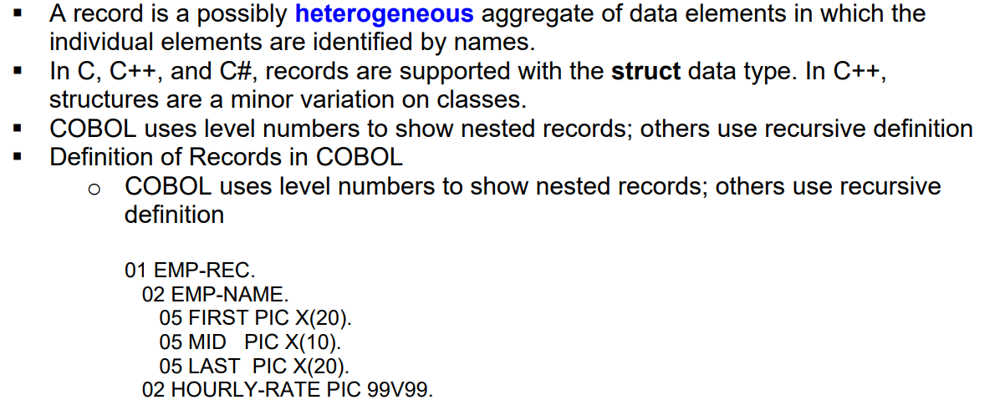 ▪ A record is a possibly heterogeneous aggregate of data elements in which the
individual elements are identified by names.
▪ In C, C++, and C#, records are supported with the struct data type. In C++,
structures are a minor variation on classes.
▪ COBOL uses level numbers to show nested records; others use recursive definition
▪ Definition of Records in COBOL
o COBOL uses level numbers to show nested records; others use recursive
definition
01 EMP-REC.
02 EMP-NAME.
05 FIRST PIC X(20).
05 MID PIC X(10).
05 LAST PIC X(20).
02 HOURLY-RATE PIC 99V99.